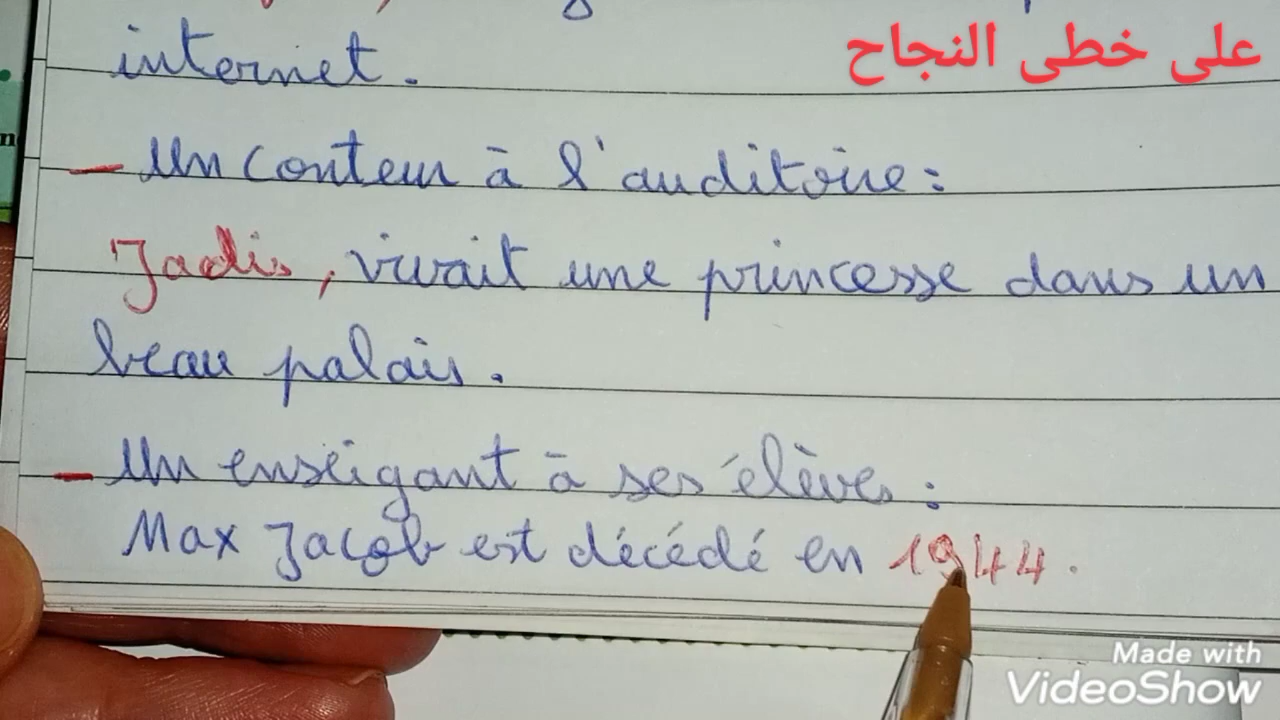 internet.
على خطى النجاح
- Un conteur à l'auditoire :
Jadis, vivait une princesse dans un
beau palais.
- Un enseigant à ses élèves :
Max Jacob est décédé en 1944.
Made with
VideoShow